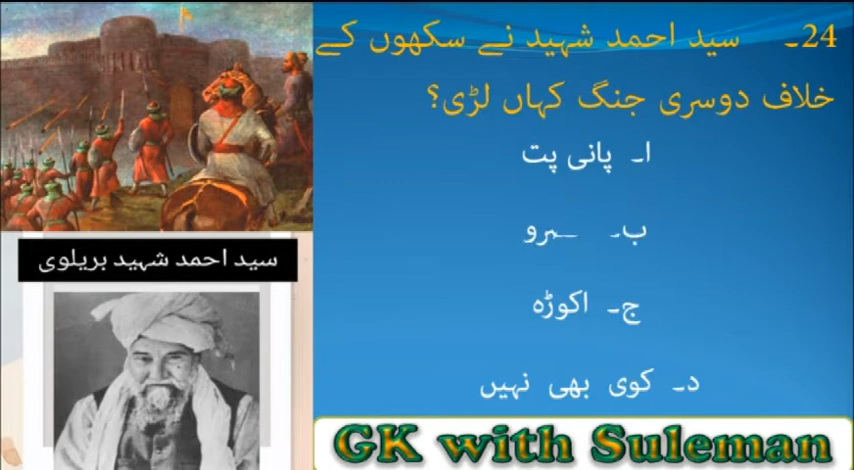 24۔ سید احمد شہید نے سکھوں کے
خلاف دوسری جنگ کہاں لڑی؟
ا۔ پانی پت
ب۔
ج۔ اکوڑہ
د۔ کوی بھی نہیں
سید احمد شہید بریلوی
GK with Suleman